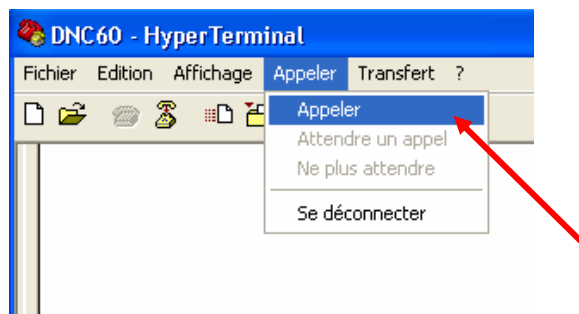 DNC60 - HyperTerminal
Fichier Edition Affichage Appeler Transfert ?
Appeler
Attendre un appel
Ne plus attendre
Se déconnecter